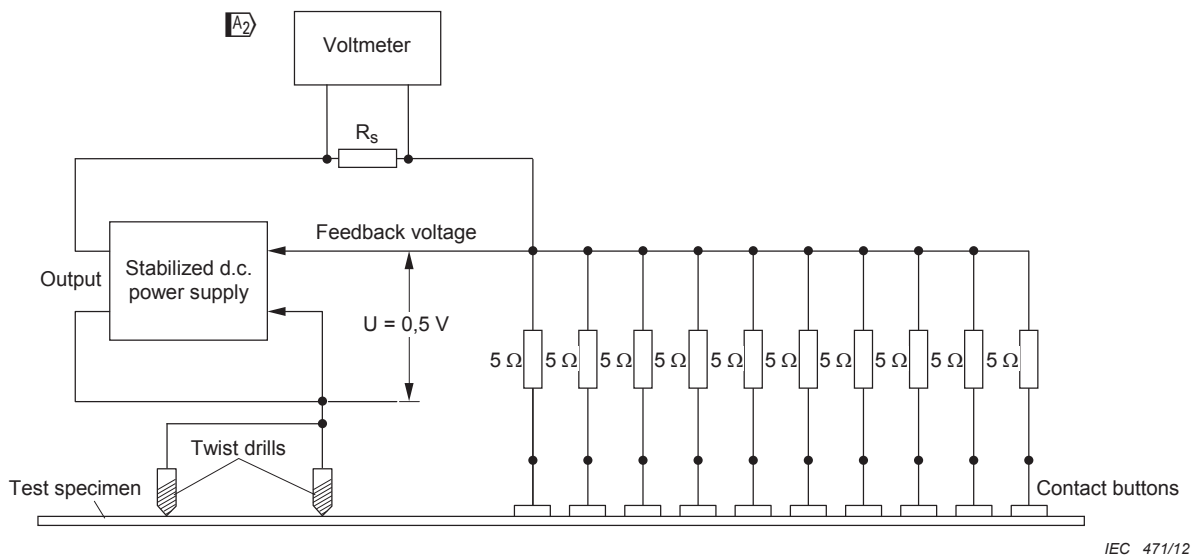 A2
Voltmeter
Rs
Feedback voltage
Output
Stabilized d.c.
power supply
U = 0,5 V
5 Ω 5 Ω 5 Ω 5 Ω 5 Ω 5 Ω 5 Ω 5 Ω 5 Ω 5 Ω
Twist drills
Test specimen
Contact buttons
IEC 471/12